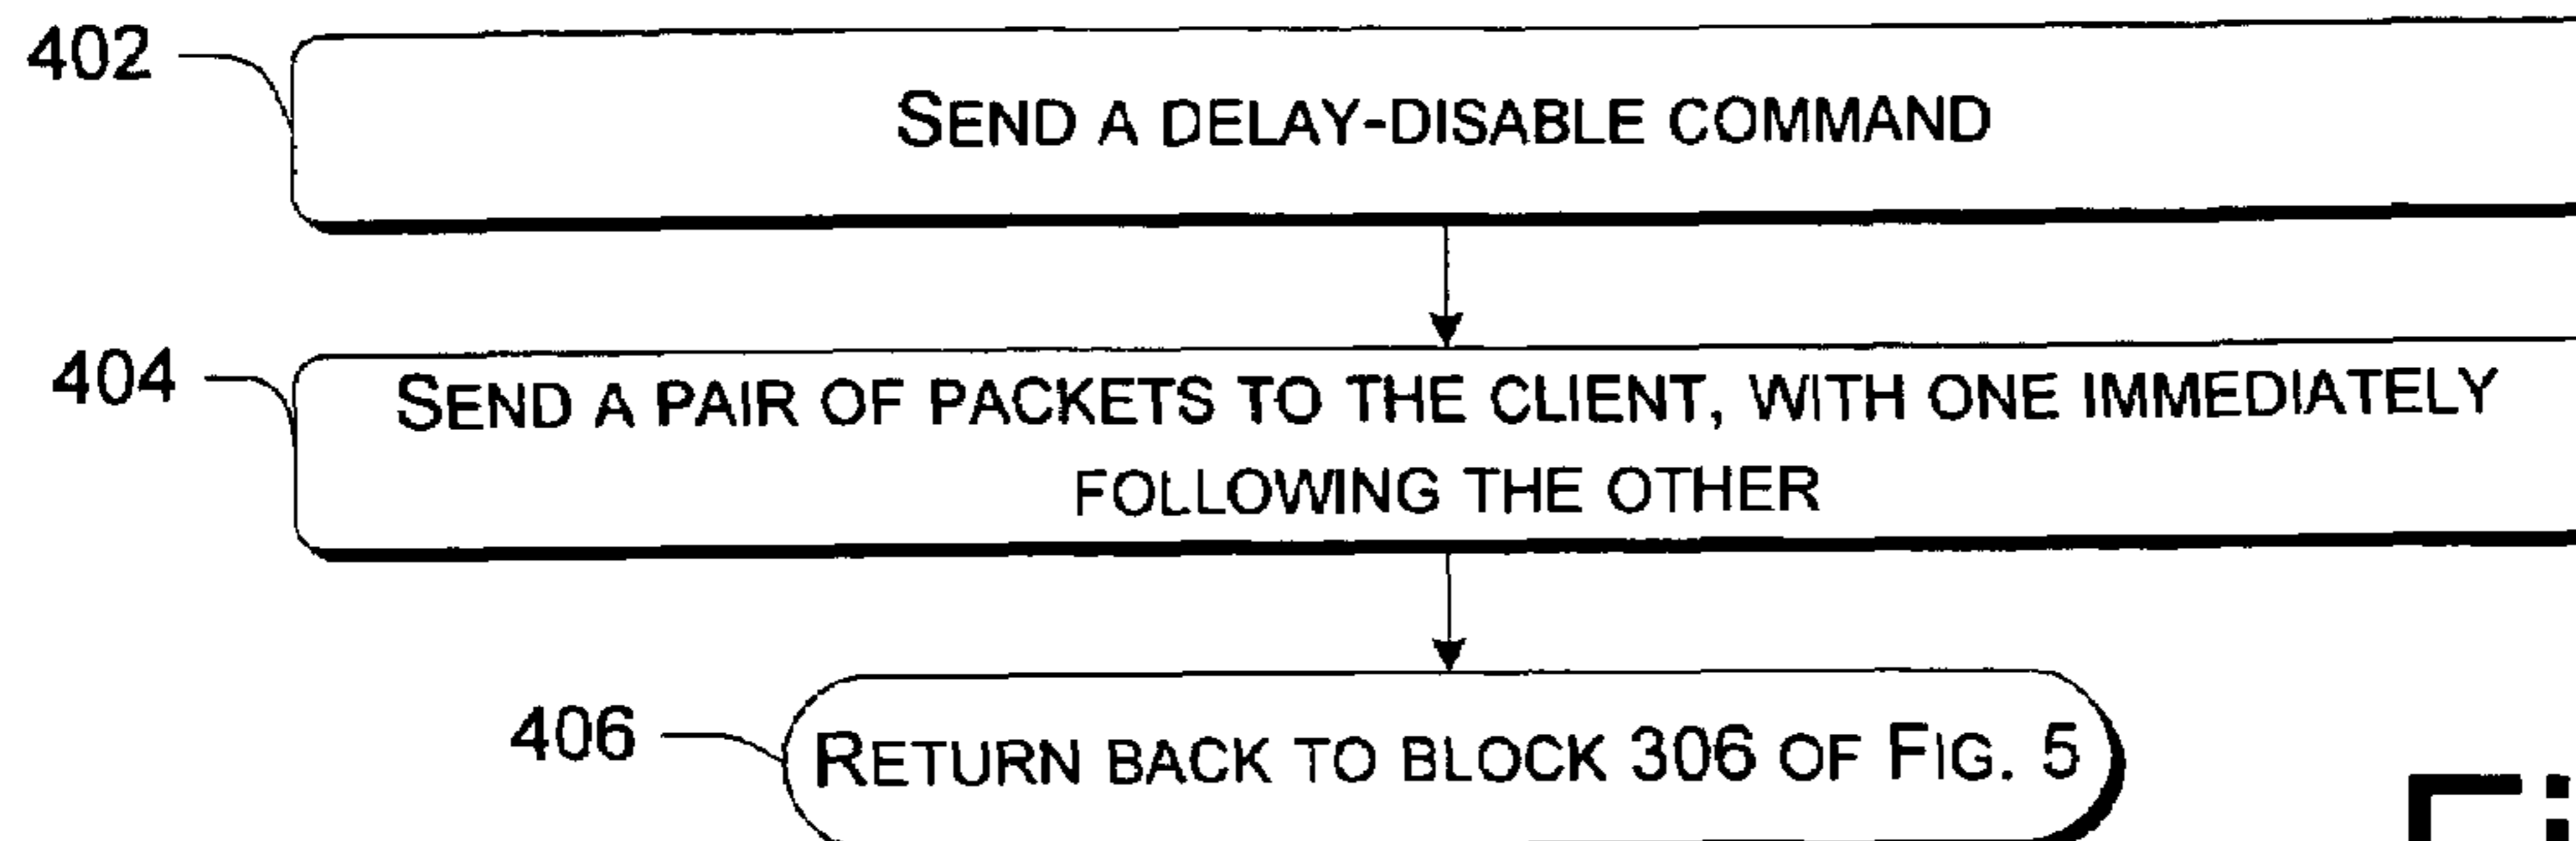 402
SEND A DELAY-DISABLE COMMAND
404
SEND A PAIR OF PACKETS TO THE CLIENT, WITH ONE IMMEDIATELY
FOLLOWING THE OTHER
406
RETURN BACK TO BLOCK 306 OF FIG. 5